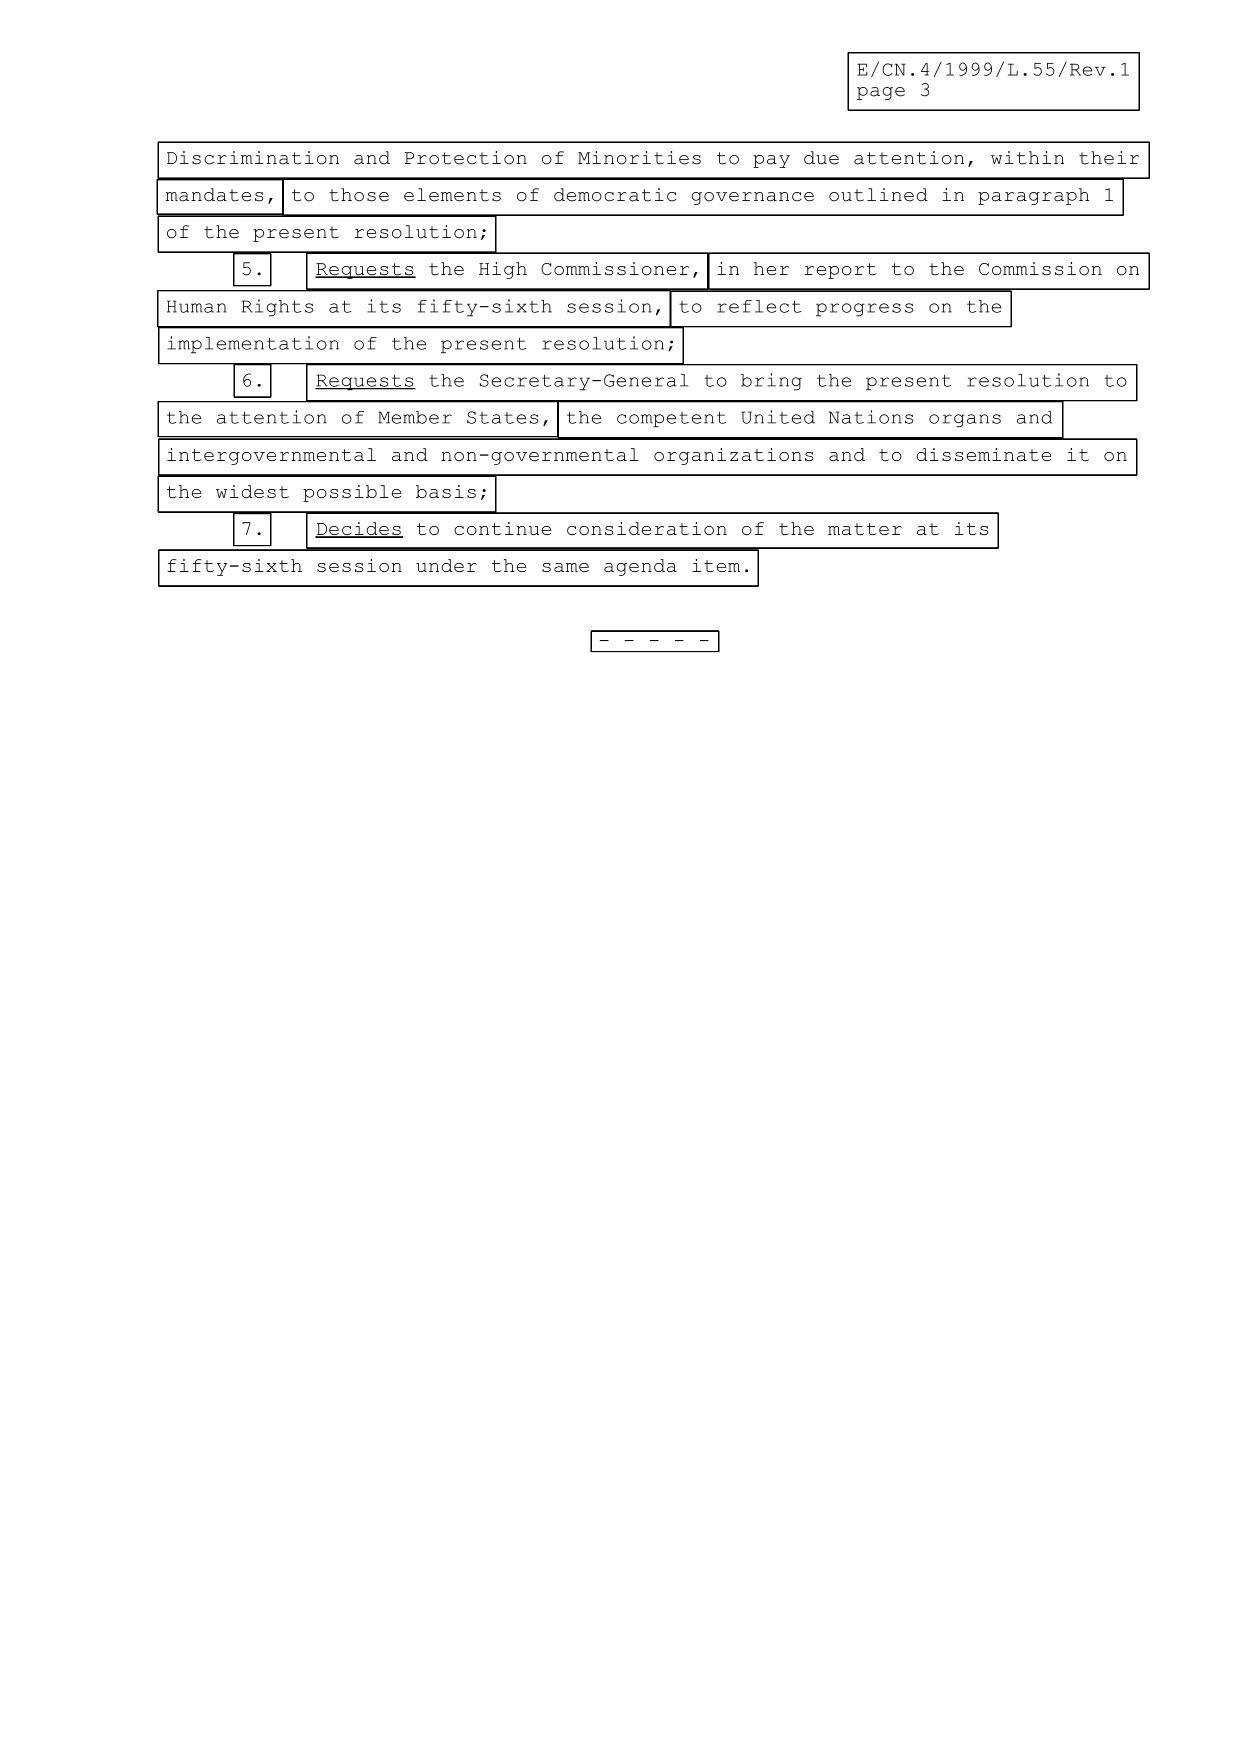 E/CN.4/1999/L.55/Rev.1
page 3
Discrimination and Protection of Minorities to pay due attention, within their
mandates, to those elements of democratic governance outlined in paragraph 1
of the present resolution;
5. Requests the High Commissioner, in her report to the Commission on
Human Rights at its fifty-sixth session, to reflect progress on the
implementation of the present resolution;
6. Requests the Secretary-General to bring the present resolution to
the attention of Member States, the competent United Nations organs and
intergovernmental and non-governmental organizations and to disseminate it on
the widest possible basis;
7. Decides to continue consideration of the matter at its
fifty-sixth session under the same agenda item.
- - - - -